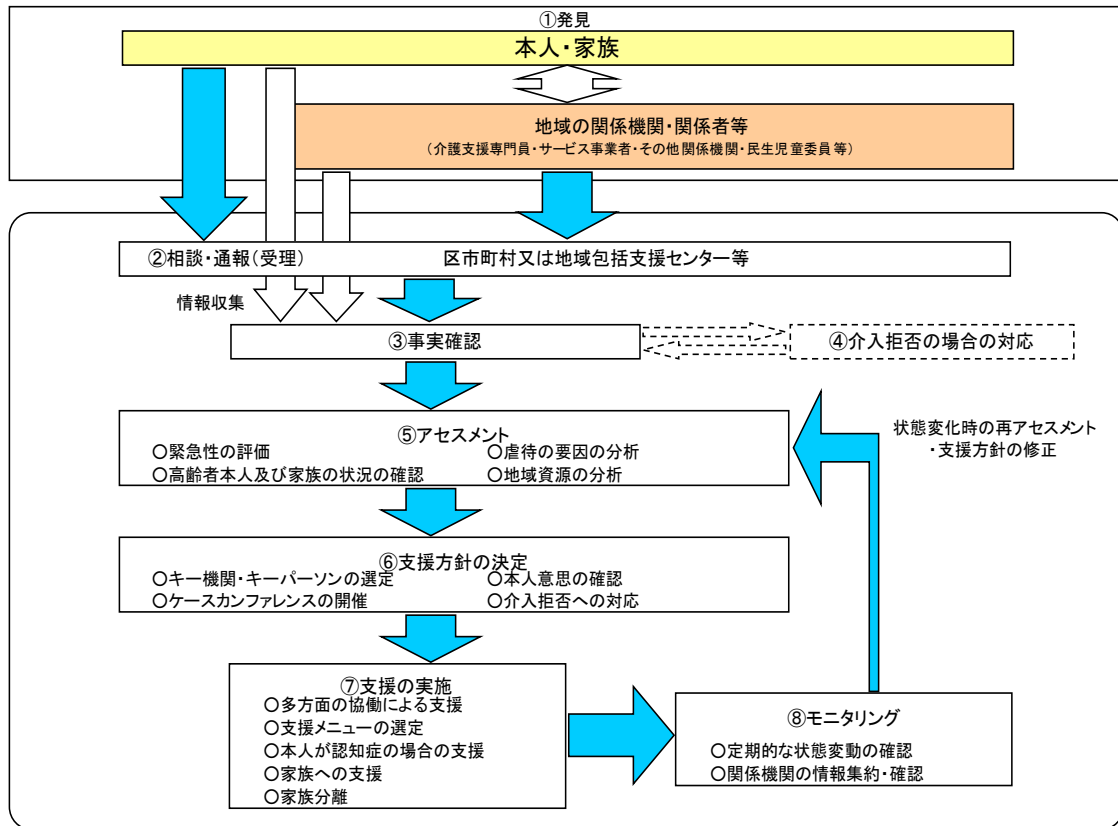 ①発見
本人・家族
地域の関係機関・関係者等
（介護支援専門員・サービス事業者・その他関係機関・民生児童委員等）
②相談・通報（受理）　区市町村又は地域包括支援センター等
情報収集
③事実確認
④介入拒否の場合の対応
⑤アセスメント
○緊急性の評価　○虐待の要因の分析
○高齢者本人及び家族の状況の確認　○地域資源の分析
状態変化時の再アセスメント
・支援方針の修正
⑥支援方針の決定
○キー機関・キーパーソンの選定　○本人意思の確認
○ケースカンファレンスの開催　○介入拒否への対応
⑦支援の実施
○多方面の協働による支援
○支援メニューの選定
○本人が認知症の場合の支援
○家族への支援
○家族分離
⑧モニタリング
○定期的な状態変動の確認
○関係機関の情報集約・確認